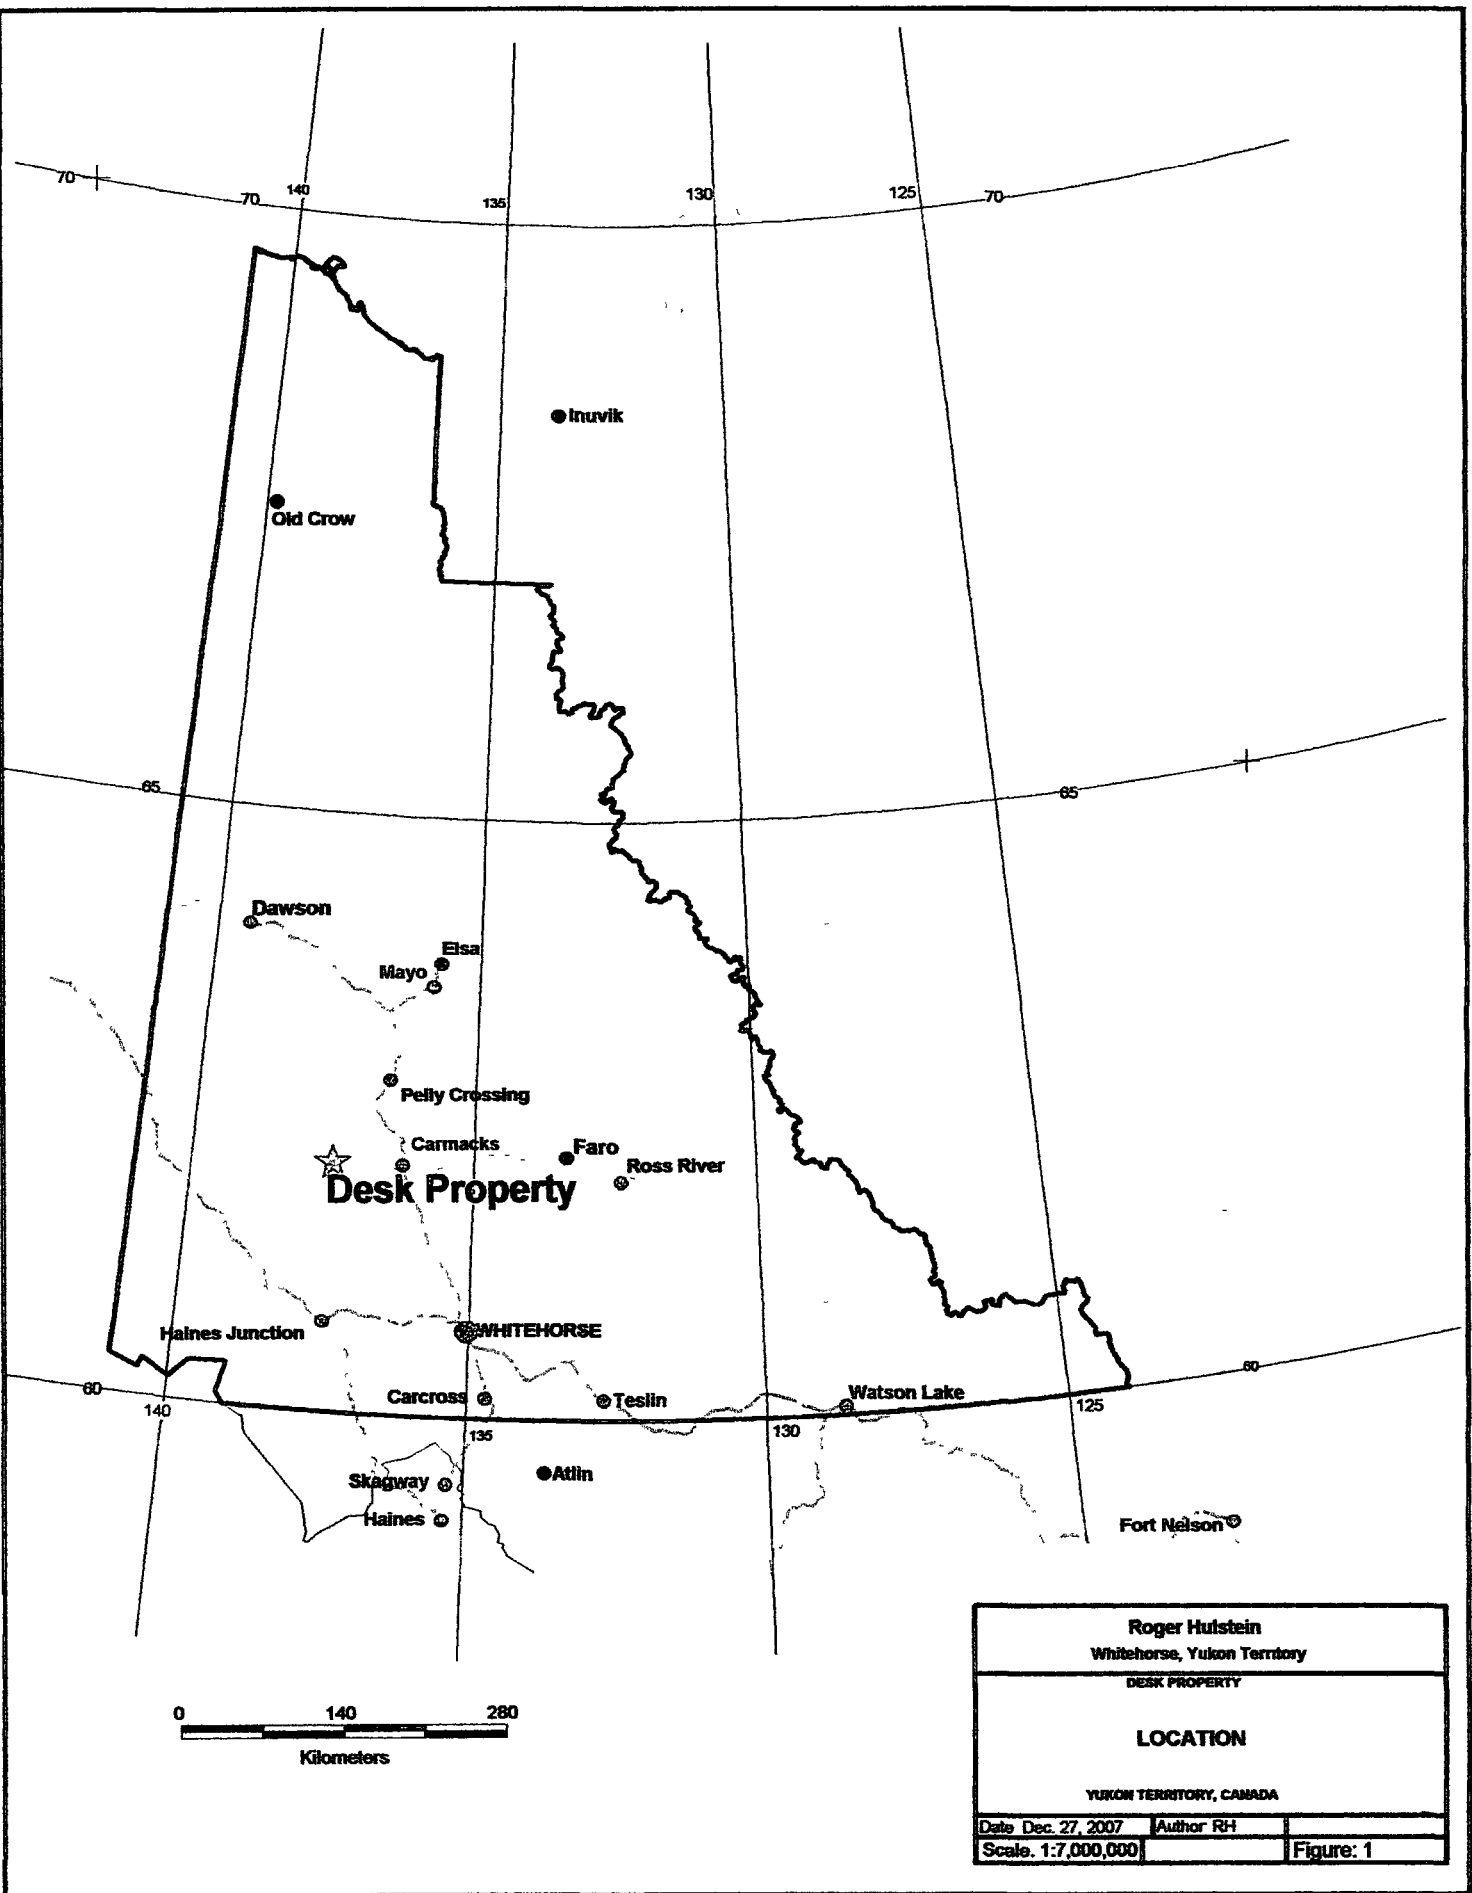 140
70
70
135
130
125
70
Inuvik
Old Crow
65
65
Dawson
Elsa
Mayo
Pelly Crossing
Carmacks
Faro
Ross River
Desk Property
Haines Junction
WHITEHORSE
60
60
Carcross
Teslin
Watson Lake
140
125
135
130
Skagway
Atlin
Haines
Fort Nelson
0 140 280
Kilometers
Roger Hulstein
Whitehorse, Yukon Territory
DESK PROPERTY
LOCATION
YUKON TERRITORY, CANADA
Date Dec. 27, 2007 Author RH
Scale. 1:7,000,000 Figure: 1